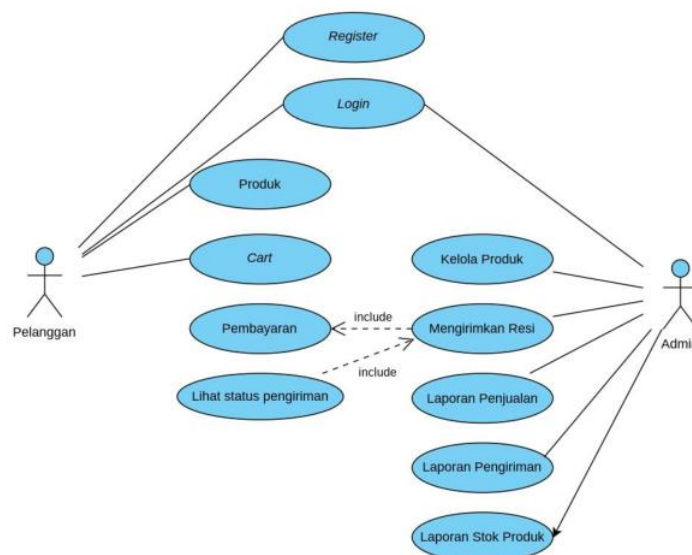 Register
Login
Produk
Cart
Kelola Produk
Pelanggan
Pembayaran
include
Mengirimkan Resi
Admin
Lihat status pengiriman
include
Laporan Penjualan
Laporan Pengiriman
Laporan Stok Produk